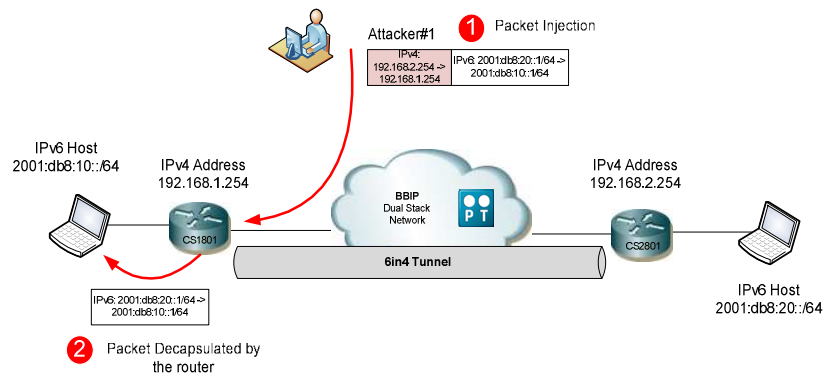 Attacker#1
1
Packet Injection
IPv4:
192.168.2.254 ->
192.168.1.254
IPv6: 2001:db8:20::1/64 ->
2001:db8:10::1/64
IPv6 Host
2001:db8:10::/64
IPv4 Address
192.168.1.254
CS1801
BBIP
Dual Stack
Network
P T
IPv4 Address
192.168.2.254
CS2801
6in4 Tunnel
IPv6 Host
2001:db8:20::/64
IPv6: 2001:db8:20::1/64 ->
2001:db8:10::1/64
2
Packet Decapsulated by
the router